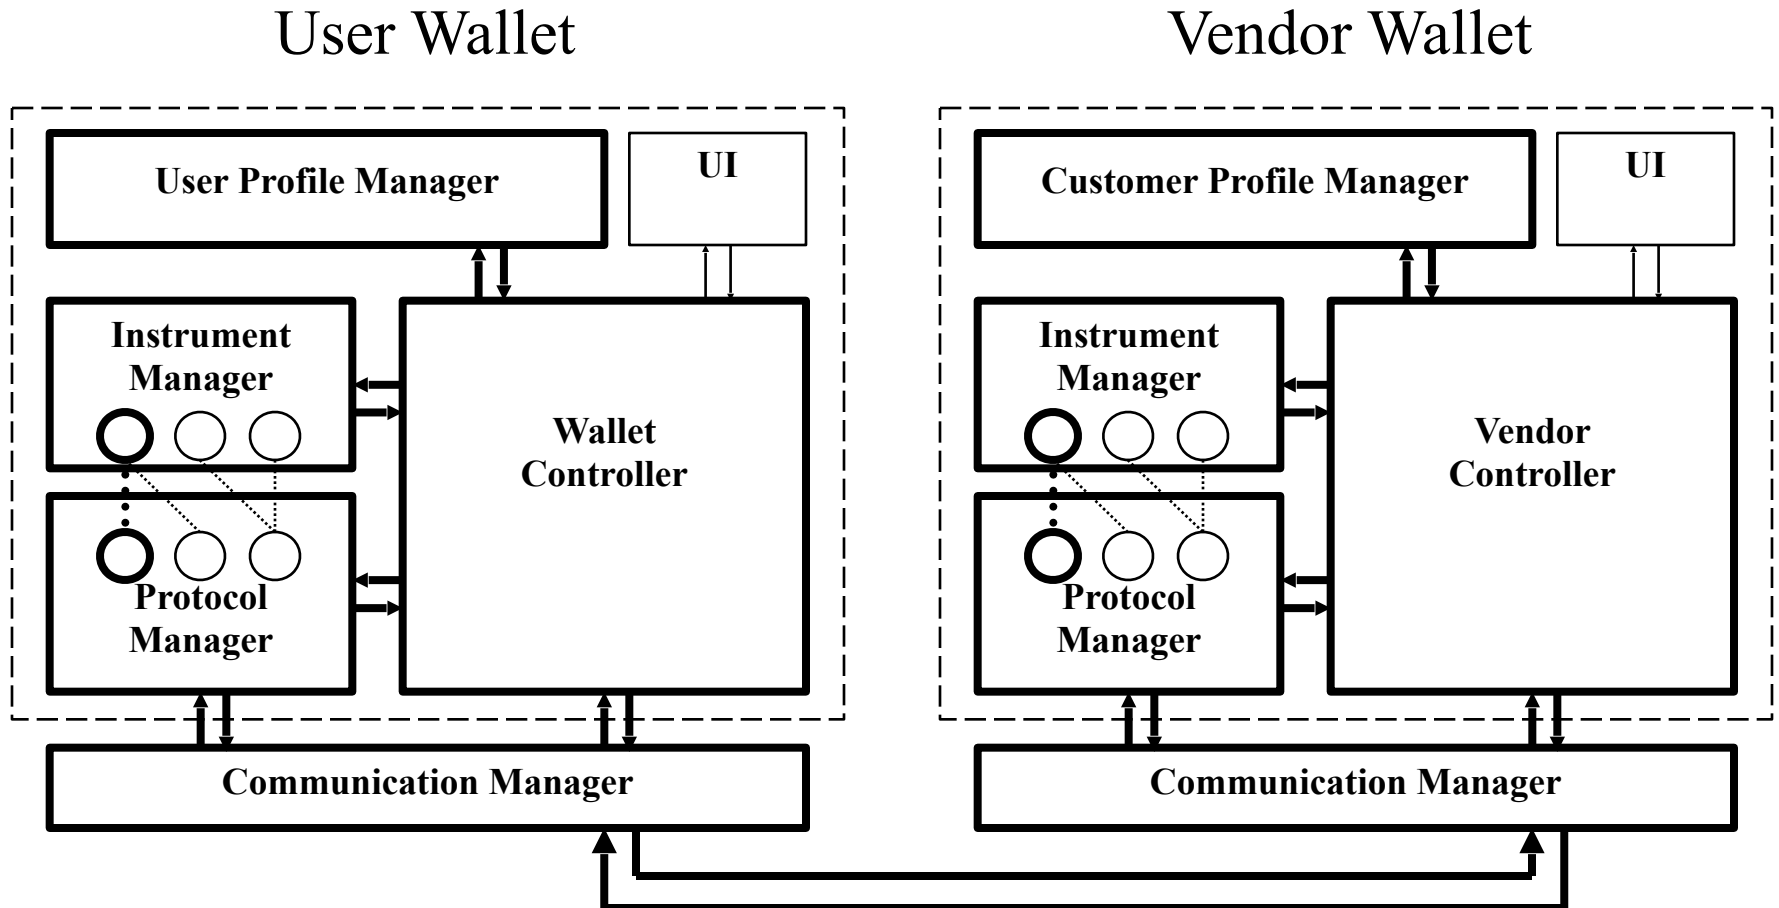 User Wallet
Vendor Wallet
User Profile Manager
UI
Customer Profile Manager
UI
Instrument
Manager
Wallet
Controller
Protocol
Manager
Instrument
Manager
Vendor
Controller
Protocol
Manager
Communication Manager
Communication Manager